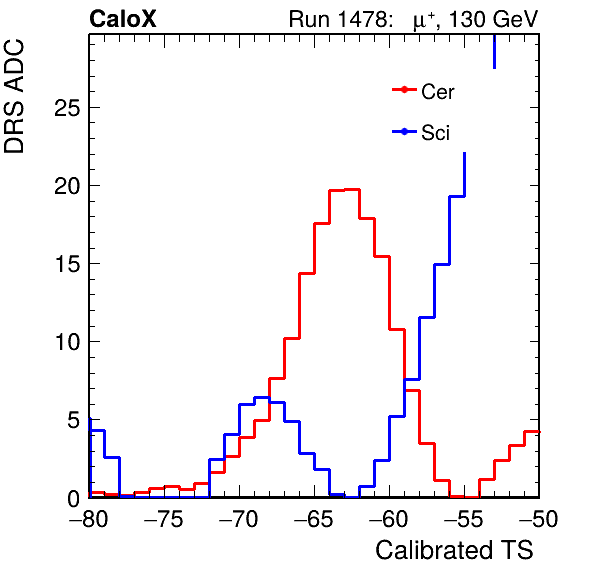 CaloX Run 1478: μ⁺, 130 GeV
DRS ADC
Cer
Sci
25
20
15
10
5
0
−80 −75 −70 −65 −60 −55 −50
Calibrated TS